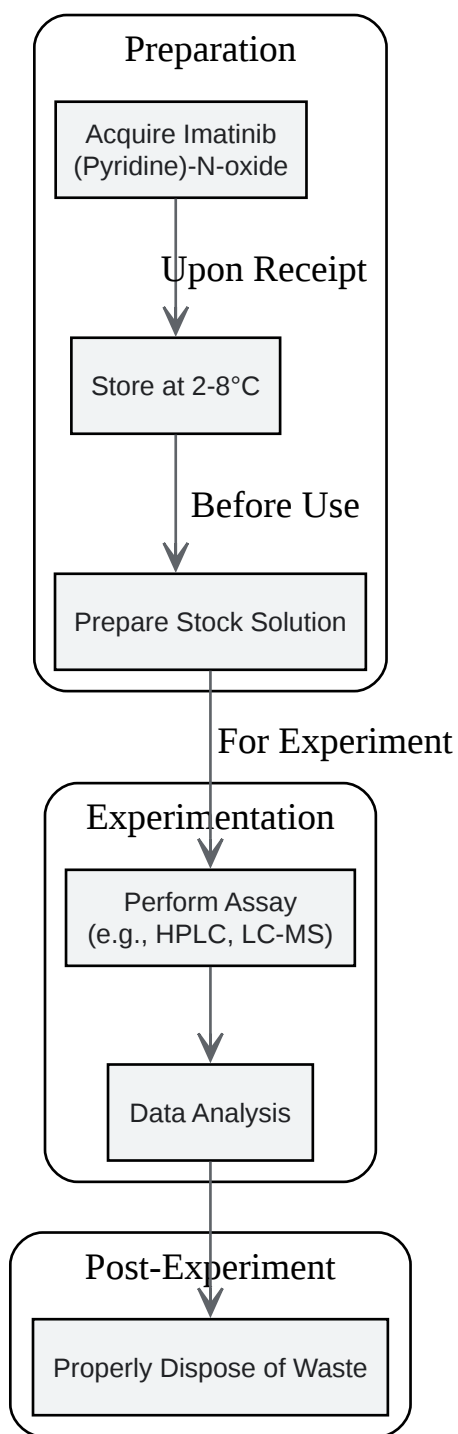 Preparation
Acquire Imatinib
(Pyridine)-N-oxide
Upon Receipt
Store at 2-8°C
Before Use
Prepare Stock Solution
For Experiment
Experimentation
Perform Assay
(e.g., HPLC, LC-MS)
Data Analysis
Post-Experiment
Properly Dispose of Waste